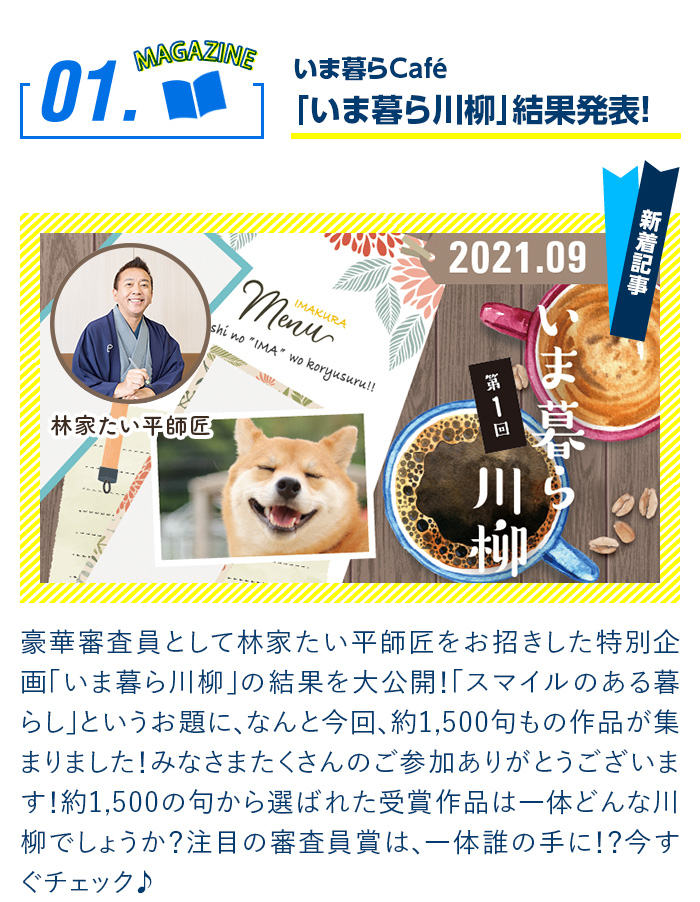 01.
MAGAZINE
いま暮らCafé
「いま暮ら川柳」結果発表!
新着記事
2021.09
IMAKURA
Menu
shi no "IMA" wo koryusuru!!
林家たい平師匠
第1回
いま暮ら
川柳
豪華審査員として林家たい平師匠をお招きした特別企
画「いま暮ら川柳」の結果を大公開!「スマイルのある暮
らし」というお題に、なんと今回、約1,500句もの作品が集
まりました!みなさまたくさんのご参加ありがとうございま
す!約1,500の句から選ばれた受賞作品は一体どんな川
柳でしょうか?注目の審査員賞は、一体誰の手に!?今す
ぐチェック♪